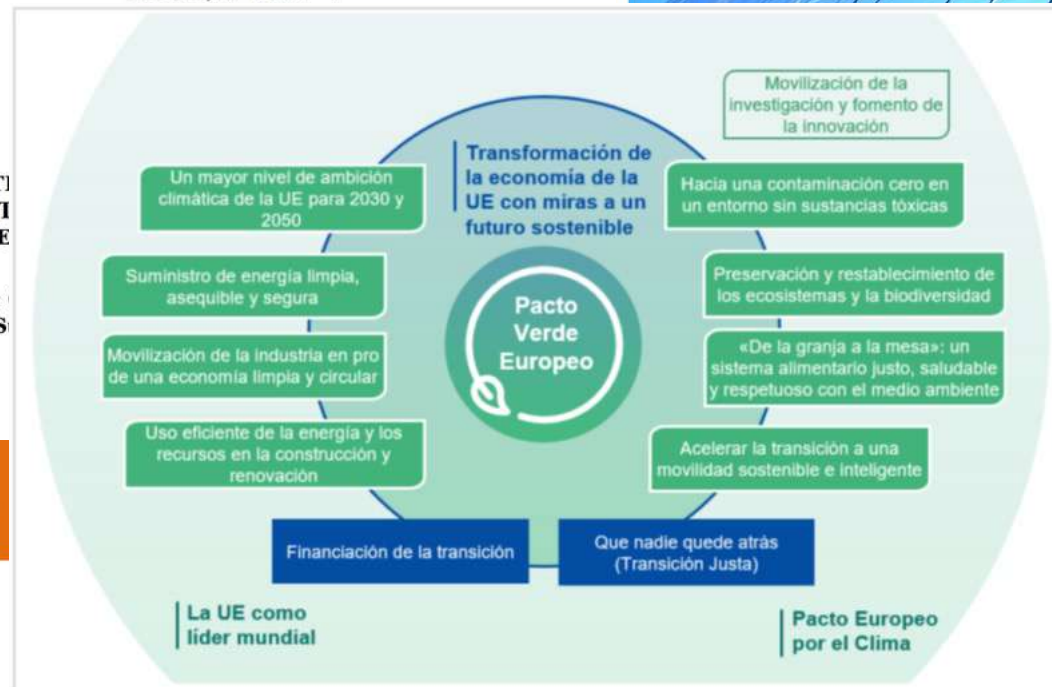 Movilización de la
investigación y fomento de
la innovación
Transformación de
la economía de la
UE con miras a un
futuro sostenible
Un mayor nivel de ambición
climática de la UE para 2030 y
2050
Hacia una contaminación cero en
un entorno sin sustancias tóxicas
Suministro de energía limpia,
asequible y segura
Preservación y restablecimiento de
los ecosistemas y la biodiversidad
Pacto
Verde
Europeo
Movilización de la industria en pro
de una economía limpia y circular
«De la granja a la mesa»: un
sistema alimentario justo, saludable
y respetuoso con el medio ambiente
Uso eficiente de la energía y los
recursos en la construcción y
renovación
Acelerar la transición a una
movilidad sostenible e inteligente
Financiación de la transición
Que nadie quede atrás
(Transición Justa)
La UE como
líder mundial
Pacto Europeo
por el Clima